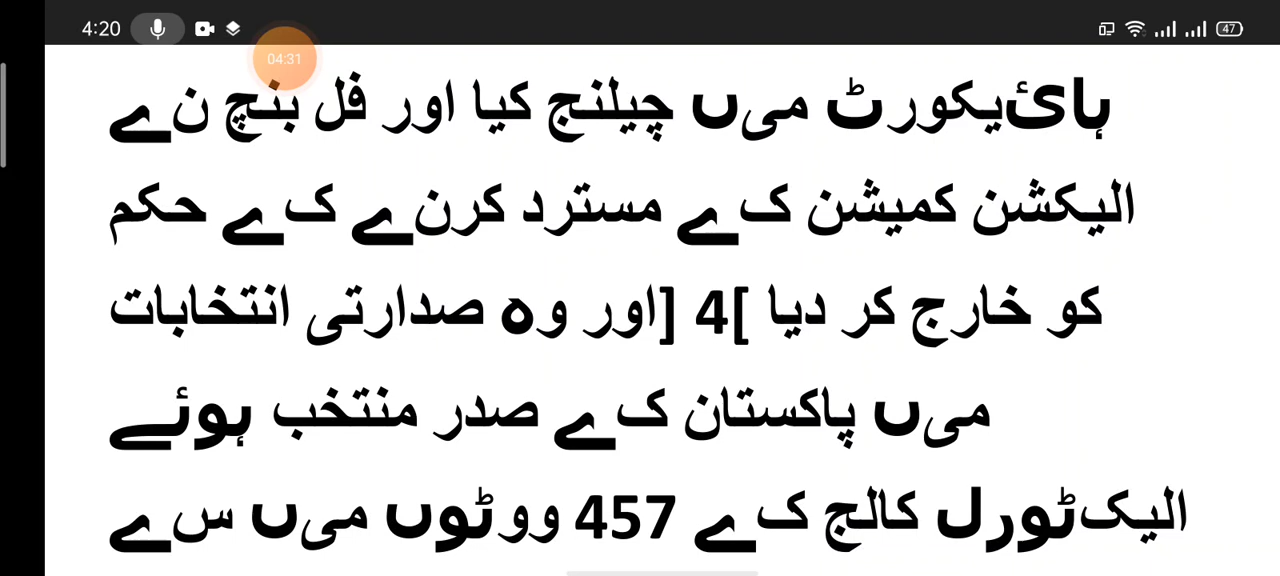 4:20
47
04:31
ہائیکورٹ میں چیلنج کیا اور فل بنچ نے
الیکشن کمیشن کے مسترد کرنے کے حکم
کو خارج کر دیا ]4 [اور وہ صدارتی انتخابات
میں پاکستان کے صدر منتخب ہوئے
الیکٹورل کالج کے 457 ووٹوں میں سے